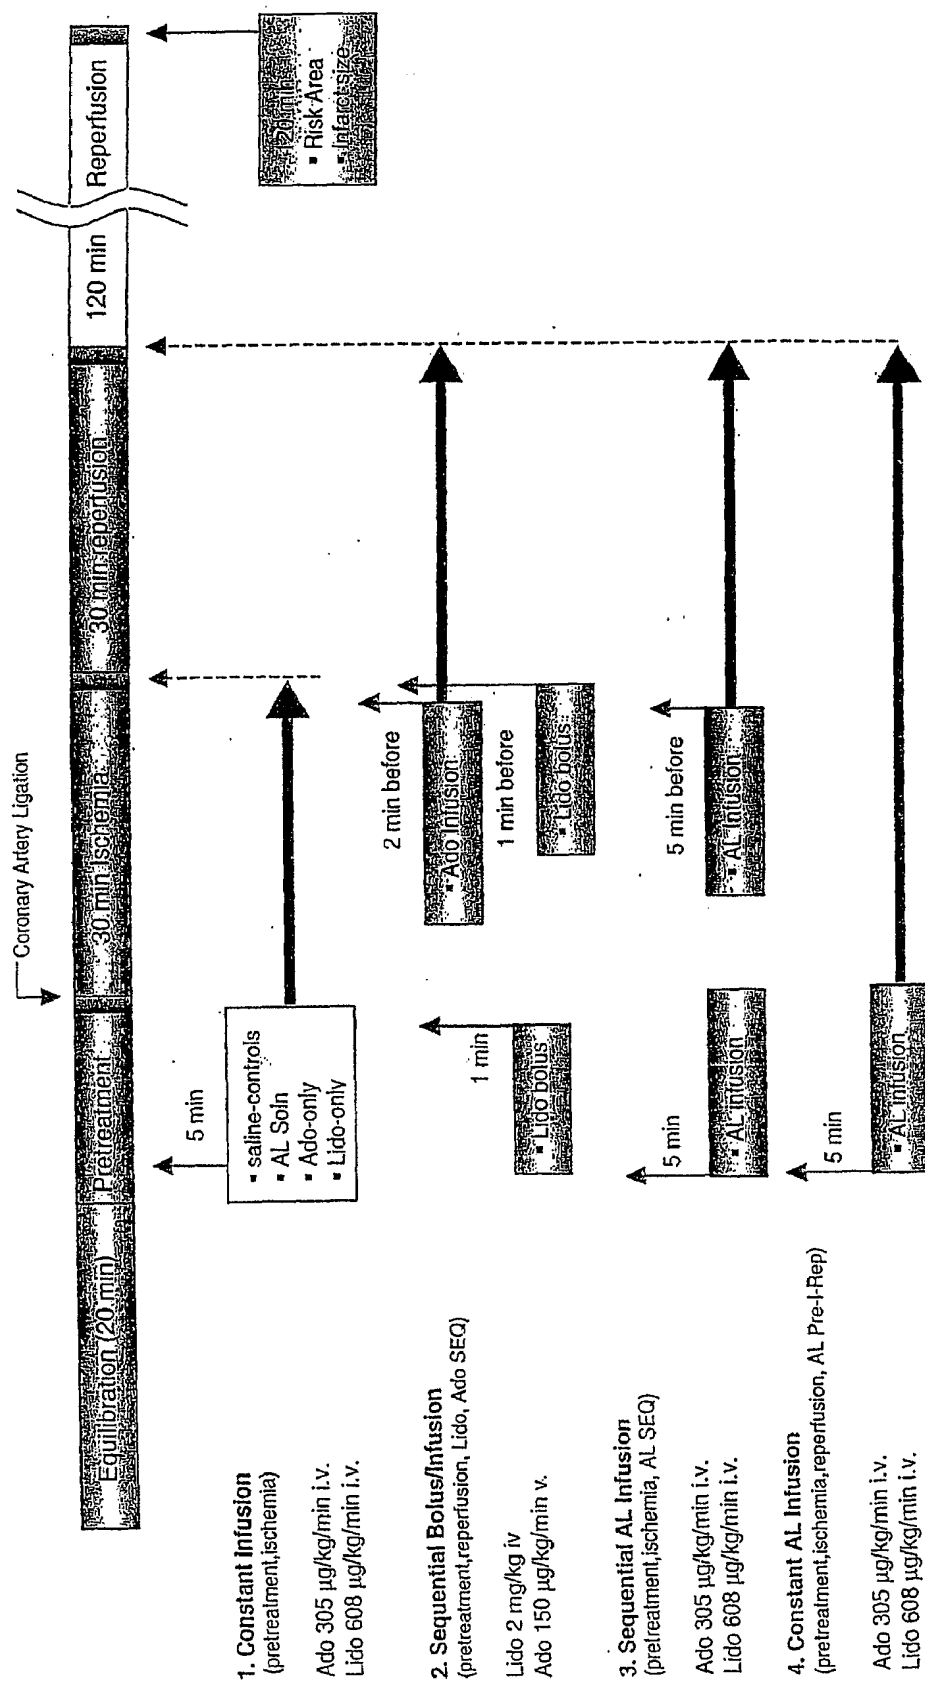 Coronary Artery Ligation
Equilibration (20 min)
Pretreatment
30 min Ischemia
30 min reperfusion
120 min
Reperfusion
1. Constant Infusion
(pretreatment,ischemia)
Ado 305 µg/kg/min i.v.
Lido 608 µg/kg/min i.v.
5 min
▪ saline-controls
▪ AL Soln
▪ Ado-only
▪ Lido-only
120 min
▪ Risk Area
▪ Infarct size
2. Sequential Bolus/Infusion
(pretreatment,reperfusion, Lido, Ado SEQ)
Lido 2 mg/kg iv
Ado 150 µg/kg/min v.
1 min
▪ Lido bolus
2 min before
▪ Ado Infusion
1 min before
▪ Lido bolus
3. Sequential AL Infusion
(pretreatment,ischemia, AL SEQ)
Ado 305 µg/kg/min i.v.
Lido 608 µg/kg/min i.v.
5 min
▪ AL infusion
5 min before
▪ AL Infusion
4. Constant AL Infusion
(pretreatment,ischemia,reperfusion, AL Pre-I-Rep)
Ado 305 µg/kg/min i.v.
Lido 608 µg/kg/min i.v.
5 min
▪ AL infusion